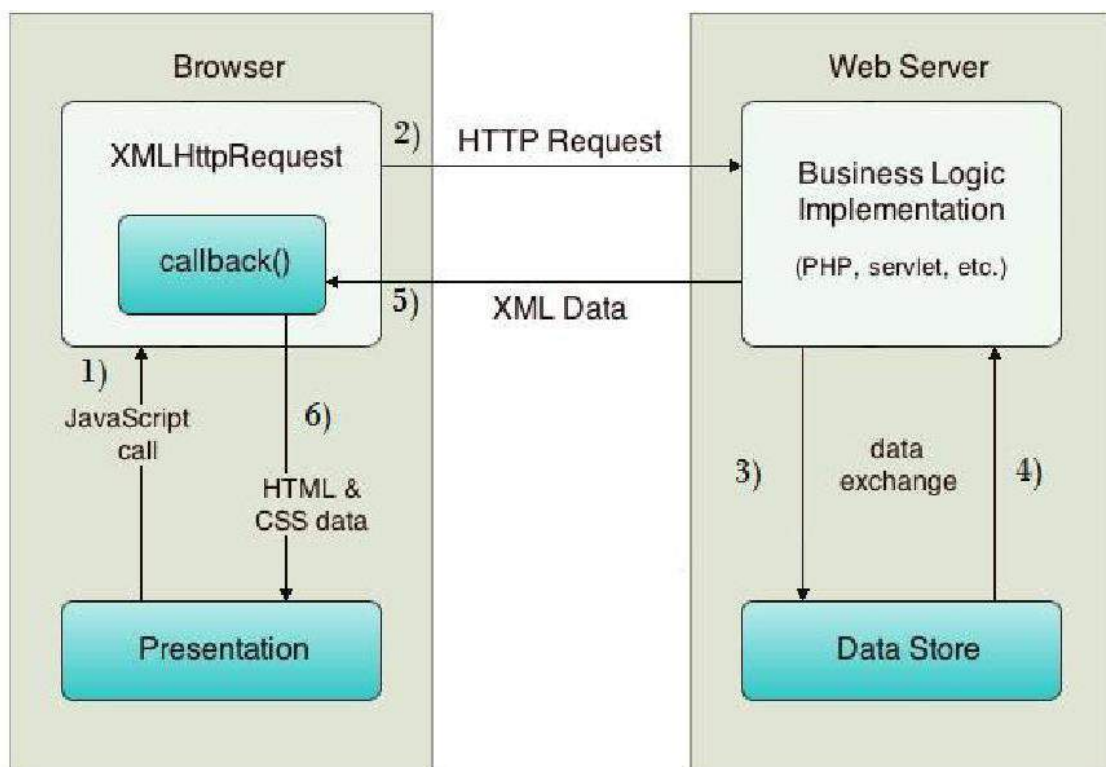 Browser
Web Server
XMLHttpRequest
2)
HTTP Request
Business Logic
Implementation
(PHP, servlet, etc.)
callback()
5)
XML Data
1)
JavaScript
call
6)
HTML &
CSS data
3)
data
exchange
4)
Presentation
Data Store